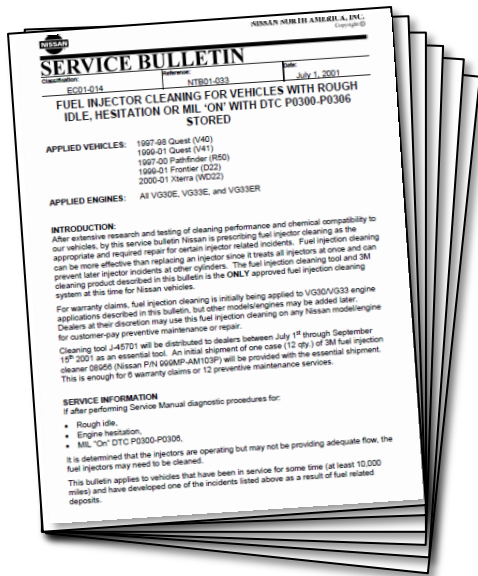 NISSAN NORTH AMERICA, INC.
Copyright ©
NISSAN
SERVICE BULLETIN
Classification: Reference: Date:
EC01-014 NTB01-033 July 1, 2001
FUEL INJECTOR CLEANING FOR VEHICLES WITH ROUGH
IDLE, HESITATION OR MIL 'ON' WITH DTC P0300-P0306
STORED
APPLIED VEHICLES: 1997-98 Quest (V40)
1999-01 Quest (V41)
1997-00 Pathfinder (R50)
1999-01 Frontier (D22)
2000-01 Xterra (WD22)
APPLIED ENGINES: All VG30E, VG33E, and VG33ER
INTRODUCTION:
After extensive research and testing of cleaning performance and chemical compatibility to
our vehicles, by this service bulletin Nissan is prescribing fuel injector cleaning as the
appropriate and required repair for certain injector related incidents. Fuel injection cleaning
can be more effective than replacing an injector since it treats all injectors at once and can
prevent later injector incidents at other cylinders. The fuel injection cleaning tool and 3M
cleaning product described in this bulletin is the ONLY approved fuel injection cleaning
system at this time for Nissan vehicles.
For warranty claims, fuel injection cleaning is initially being applied to VG30/VG33 engine
applications described in this bulletin, but other models/engines may be added later.
Dealers at their discretion may use this fuel injection cleaning on any Nissan model/engine
for customer-pay preventive maintenance or repair.
Cleaning tool J-45701 will be distributed to dealers between July 1st through September
15th 2001 as an essential tool. An initial shipment of one case (12 qty.) of 3M fuel injection
cleaner 08956 (Nissan P/N 999MP-AM103P) will be provided with the essential shipment.
This is enough for 6 warranty claims or 12 preventive maintenance services.
SERVICE INFORMATION
If after performing Service Manual diagnostic procedures for:
• Rough idle,
• Engine hesitation,
• MIL "On" DTC P0300-P0306,
It is determined that the injectors are operating but may not be providing adequate flow, the
fuel injectors may need to be cleaned.
This bulletin applies to vehicles that have been in service for some time (at least 10,000
miles) and have developed one of the incidents listed above as a result of fuel related
deposits.